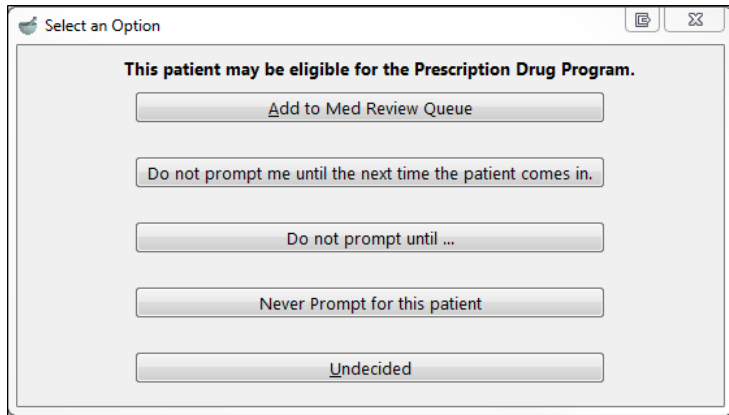 Select an Option
This patient may be eligible for the Prescription Drug Program.
Add to Med Review Queue
Do not prompt me until the next time the patient comes in.
Do not prompt until ...
Never Prompt for this patient
Undecided